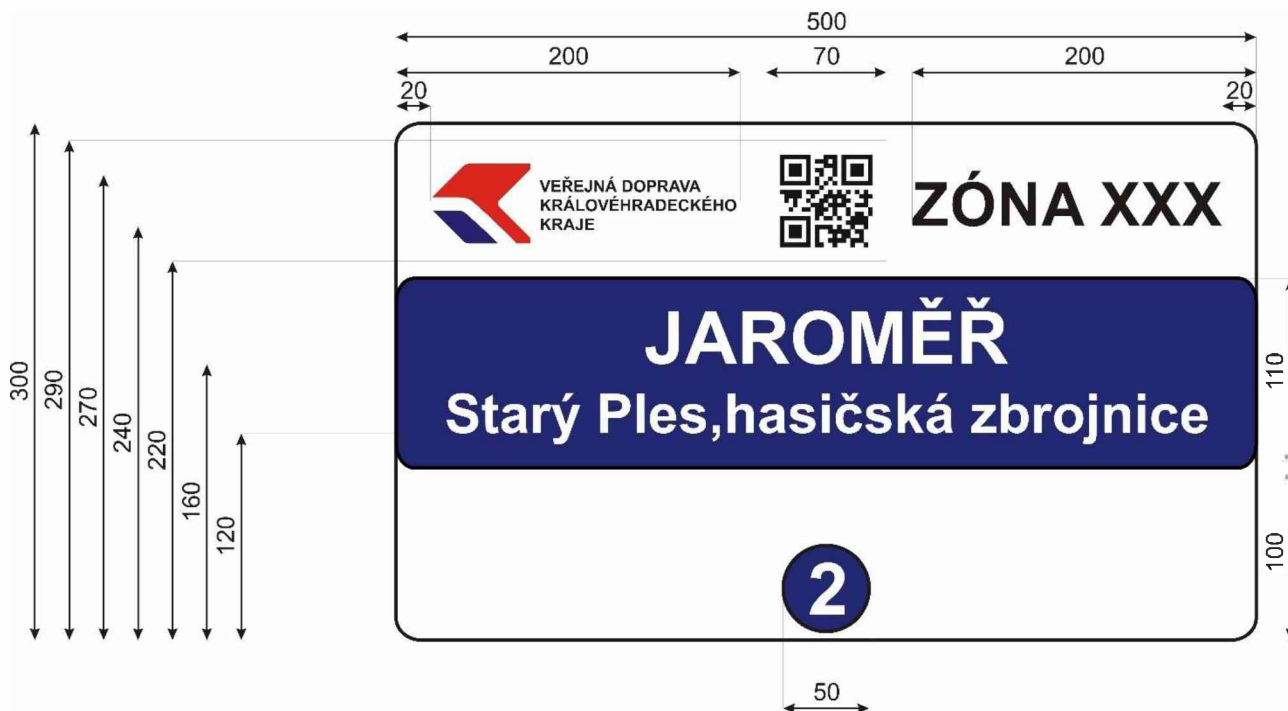 500
200 70 200
20 20
VEŘEJNÁ DOPRAVA
KRÁLOVÉHRADECKÉHO
KRAJE
ZÓNA XXX
JAROMĚŘ
Starý Ples,hasičská zbrojnice
2
300
290
270
240
220
160
120
110
100
50